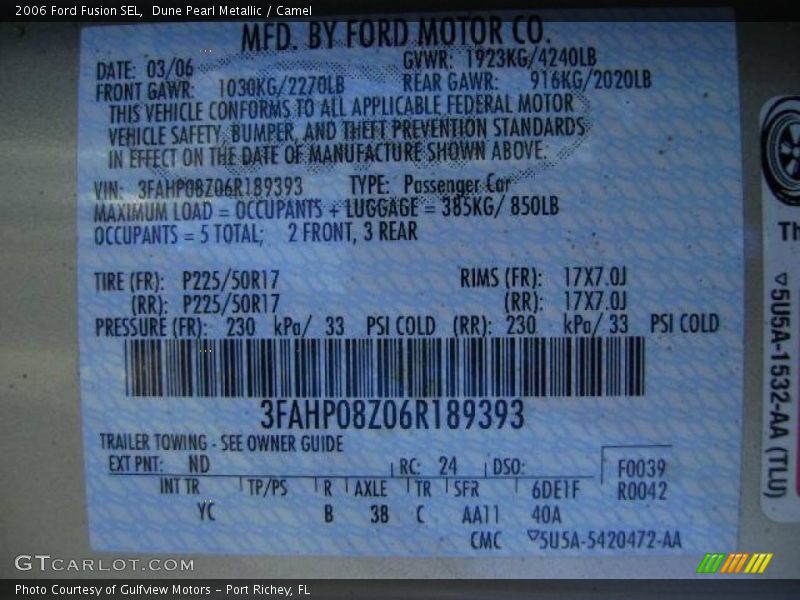 2006 Ford Fusion SEL,  Dune Pearl Metallic / Camel
MFD. BY FORD MOTOR CO.
DATE: 03/06 GVWR: 1923KG/4240LB
FRONT GAWR: 1030KG/2270LB REAR GAWR: 916KG/2020LB
THIS VEHICLE CONFORMS TO ALL APPLICABLE FEDERAL MOTOR
VEHICLE SAFETY, BUMPER, AND THEFT PREVENTION STANDARDS
IN EFFECT ON THE DATE OF MANUFACTURE SHOWN ABOVE.
VIN: 3FAHP08Z06R189393 TYPE: Passenger Car
MAXIMUM LOAD = OCCUPANTS + LUGGAGE = 385KG/ 850LB
OCCUPANTS = 5 TOTAL; 2 FRONT, 3 REAR
TIRE (FR): P225/50R17 RIMS (FR): 17X7.0J
(RR): P225/50R17 (RR): 17X7.0J
PRESSURE (FR): 230 kPa/ 33 PSI COLD (RR): 230 kPa/ 33 PSI COLD
3FAHP08Z06R189393
TRAILER TOWING - SEE OWNER GUIDE
EXT PNT: ND RC: 24 DSO: F0039
INT TR TP/PS R AXLE TR SFR 6DE1F R0042
YC B 38 C AA11 40A
CMC ▽5U5A-5420472-AA
Th
▽5U5A-1532-AA (TLU)
GTCARLOT.COM
Photo Courtesy of Gulfview Motors – Port Richey, FL